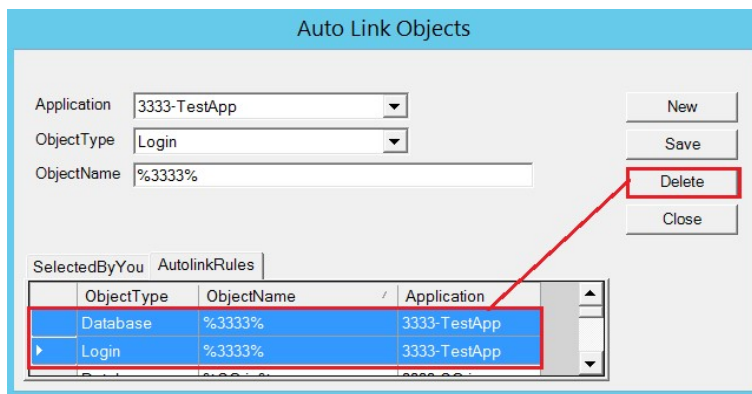 Auto Link Objects
Application 3333-TestApp New
ObjectType Login Save
ObjectName %3333% Delete
Close
SelectedByYou AutolinkRules
ObjectType ObjectName Application
Database %3333% 3333-TestApp
Login %3333% 3333-TestApp